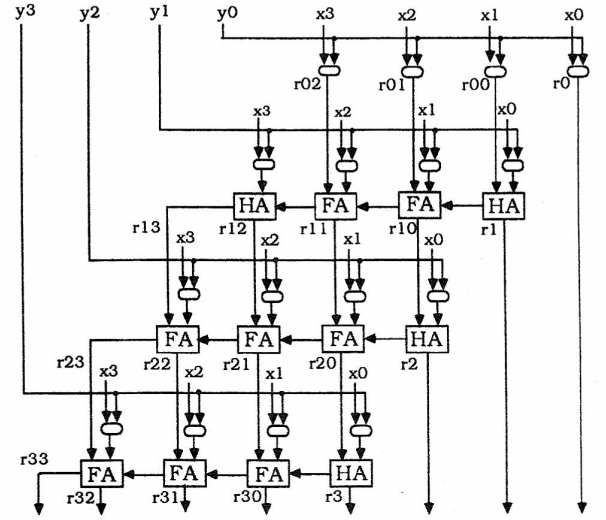 y3 y2 y1 y0 x3 x2 x1 x0
r02 r01 r00 r0
x3 x2 x1 x0
HA FA FA HA
r13 r12 r11 r10 r1
x3 x2 x1 x0
FA FA FA HA
r23 r22 r21 r20 r2
x3 x2 x1 x0
r33 FA FA FA HA
r32 r31 r30 r3